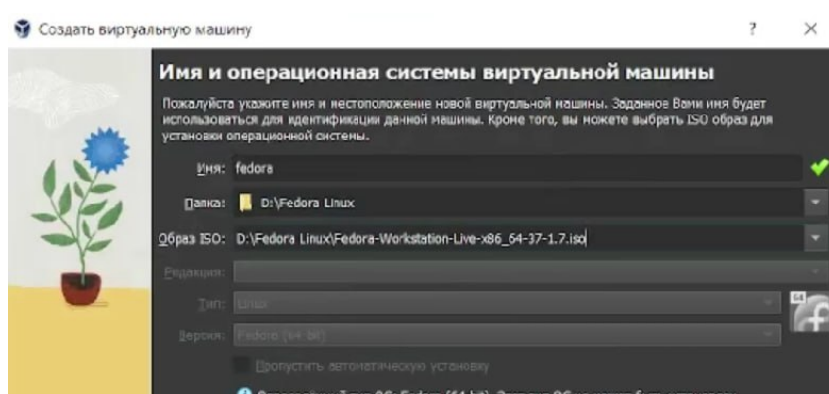 Создать виртуальную машину
?
Имя и операционная системы виртуальной машины
Пожалуйста укажите имя и местоположение новой виртуальной машины. Заданное Вами имя будет
использоваться для идентификации данной машины. Кроме того, вы можете выбрать ISO образ для
установки операционной системы.
Имя: fedora
Папка: D:\Fedora Linux
Образ ISO: D:\Fedora Linux\Fedora-Workstation-Live-x86_64-37-1.7.iso
Редакция:
Тип: Linux
64
Версия: Fedora (64-bit)
Пропустить автоматическую установку